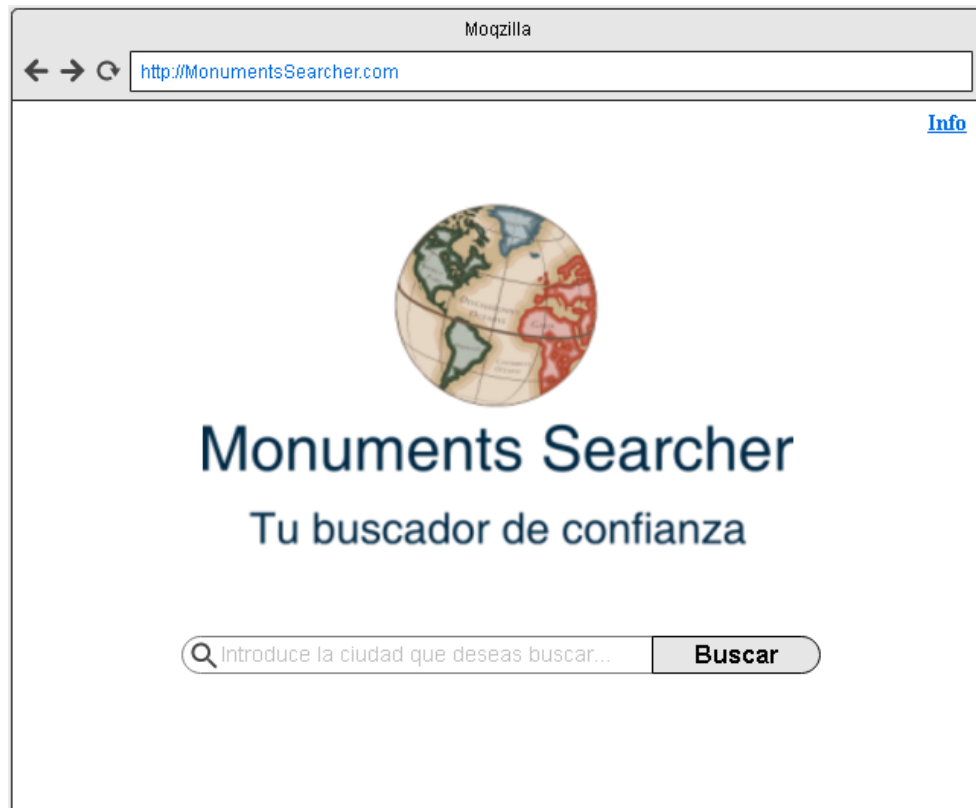 Moqzilla
http://MonumentsSearcher.com
Info
Monuments Searcher
Tu buscador de confianza
Introduce la ciudad que deseas buscar...
Buscar